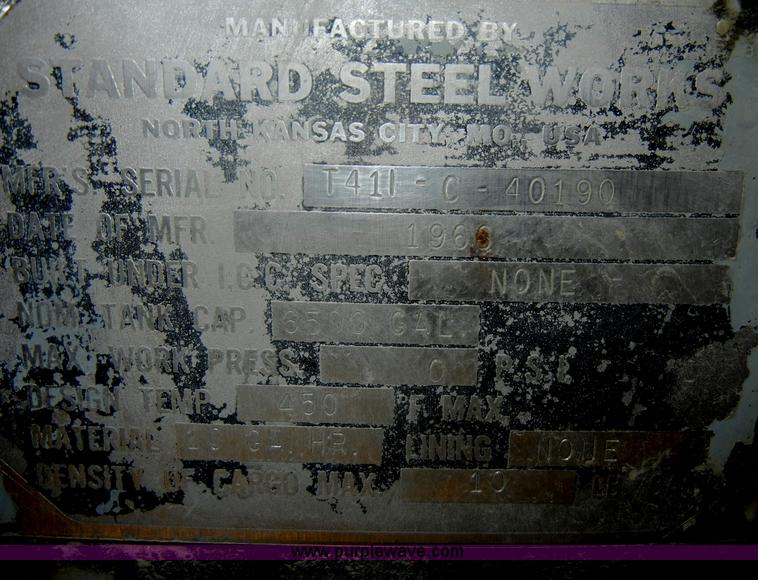 MANUFACTURED BY
STANDARD STEEL WORKS
NORTH KANSAS CITY, MO., USA
MFR'S. SERIAL NO. T411-C-40190
DATE OF MFR
BUILT UNDER I.C.C. SPEC. NONE
NOM. TANK CAP. 6500 GAL.
MAX. WORK PRESS. 0 P.S.I.
DESIGN TEMP. 450 °F MAX.
MATERIAL 10 GA. HR. LINING NONE
DENSITY OF CARGO MAX. 10
www.purplewave.com